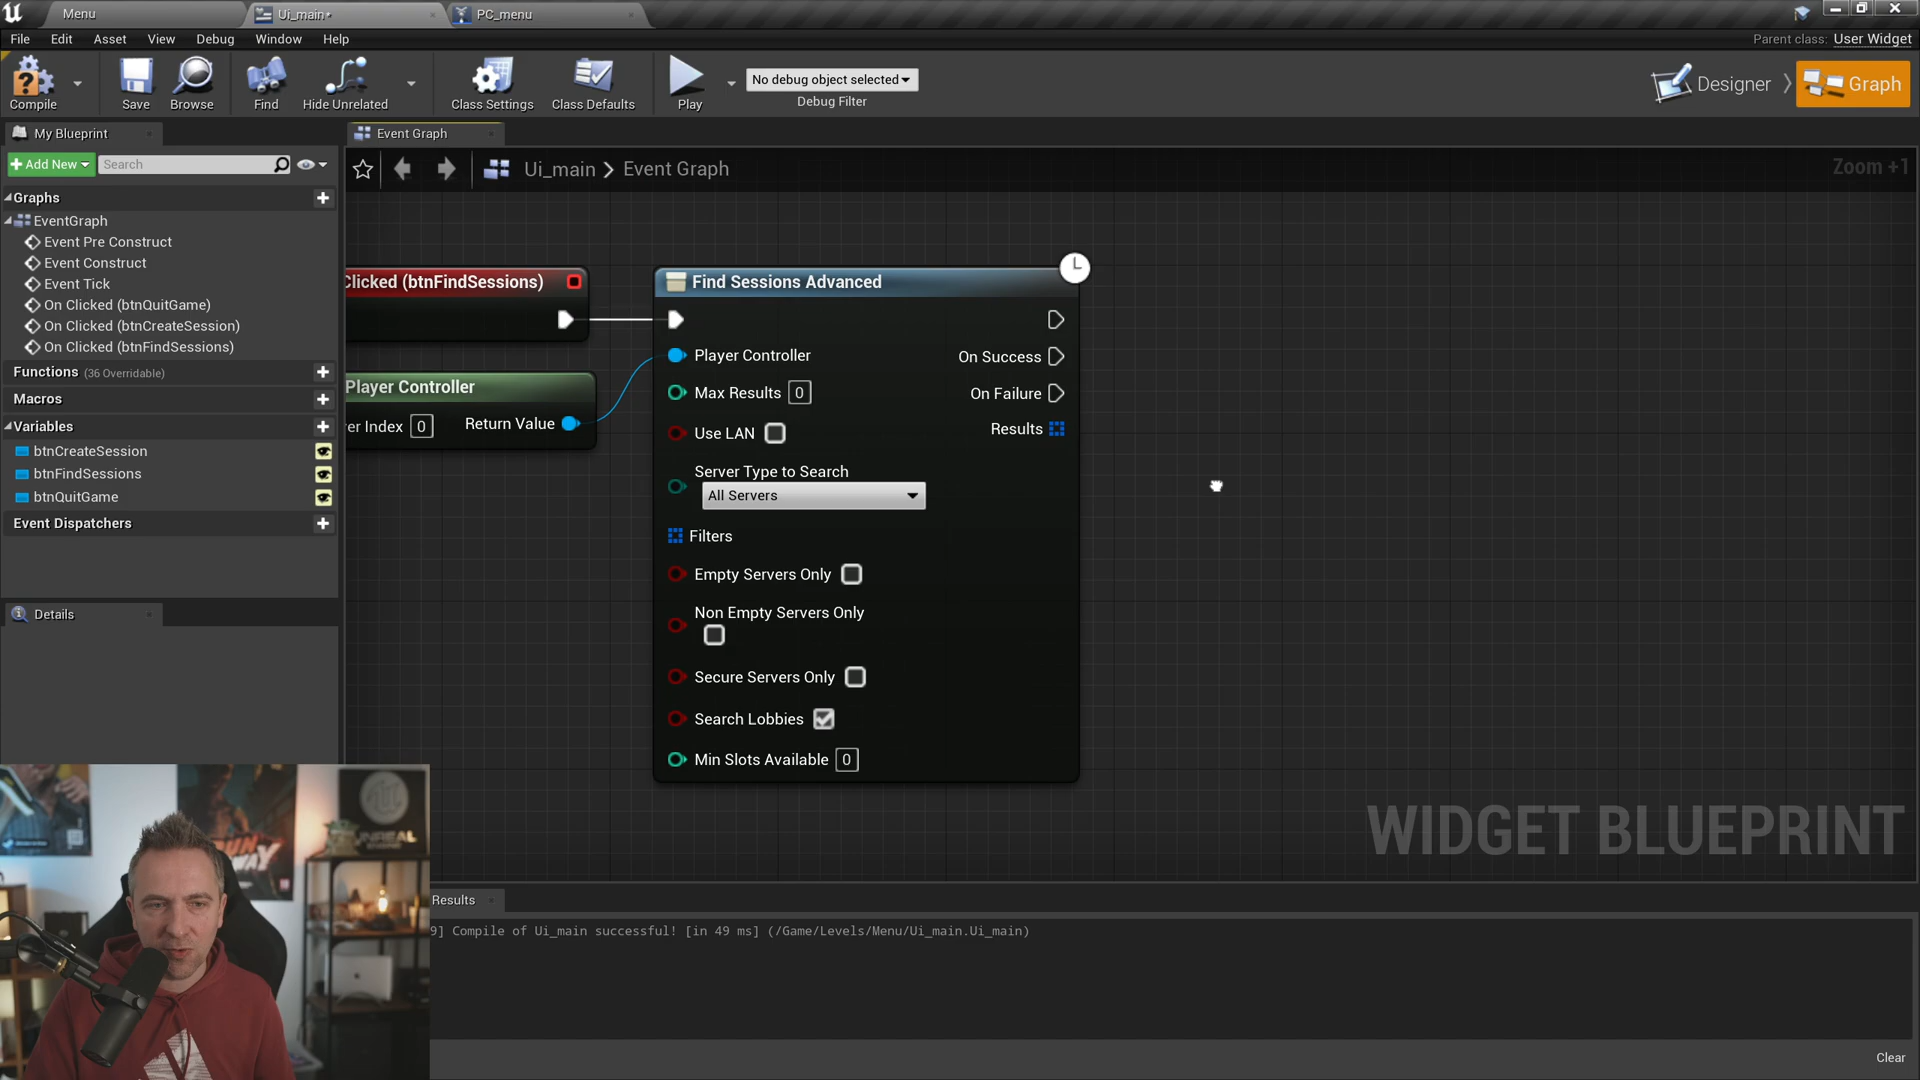 Menu
Ui_main*
PC_menu
File Edit Asset View Debug Window Help
Parent class: User Widget
Compile
Save
Browse
Find
Hide Unrelated
Class Settings
Class Defaults
Play
No debug object selected
Debug Filter
Designer
Graph
My Blueprint
Event Graph
Add New
Search
Ui_main > Event Graph
Zoom +1
Graphs
EventGraph
Event Pre Construct
Event Construct
Event Tick
On Clicked (btnQuitGame)
On Clicked (btnCreateSession)
On Clicked (btnFindSessions)
Functions (36 Overridable)
Macros
Variables
btnCreateSession
btnFindSessions
btnQuitGame
Event Dispatchers
Details
Clicked (btnFindSessions)
Player Controller
er Index 0
Return Value
Find Sessions Advanced
Player Controller
On Success
Max Results 0
On Failure
Use LAN
Results
Server Type to Search
All Servers
Filters
Empty Servers Only
Non Empty Servers Only
Secure Servers Only
Search Lobbies
Min Slots Available 0
WIDGET BLUEPRINT
Results
9] Compile of Ui_main successful! [in 49 ms] (/Game/Levels/Menu/Ui_main.Ui_main)
Clear